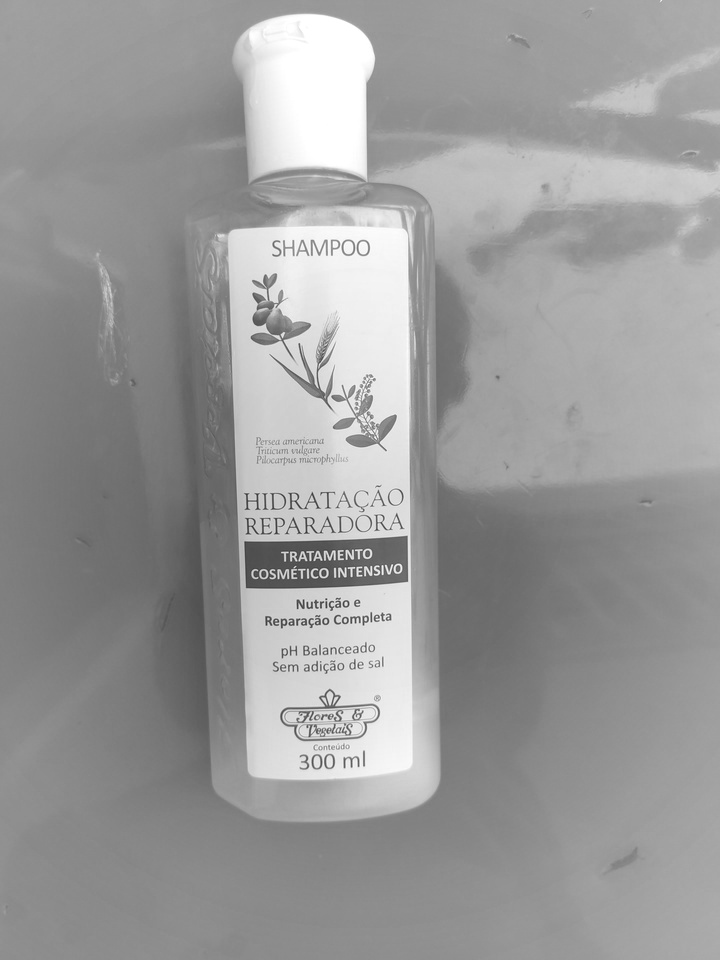 SHAMPOO
Persea americana
Triticum vulgare
Pilocarpus microphyllus
HIDRATAÇÃO
REPARADORA
TRATAMENTO
COSMÉTICO INTENSIVO
Nutrição e
Reparação Completa
pH Balanceado
Sem adição de sal
Flores &
Vegetais
®
Conteúdo
300 ml